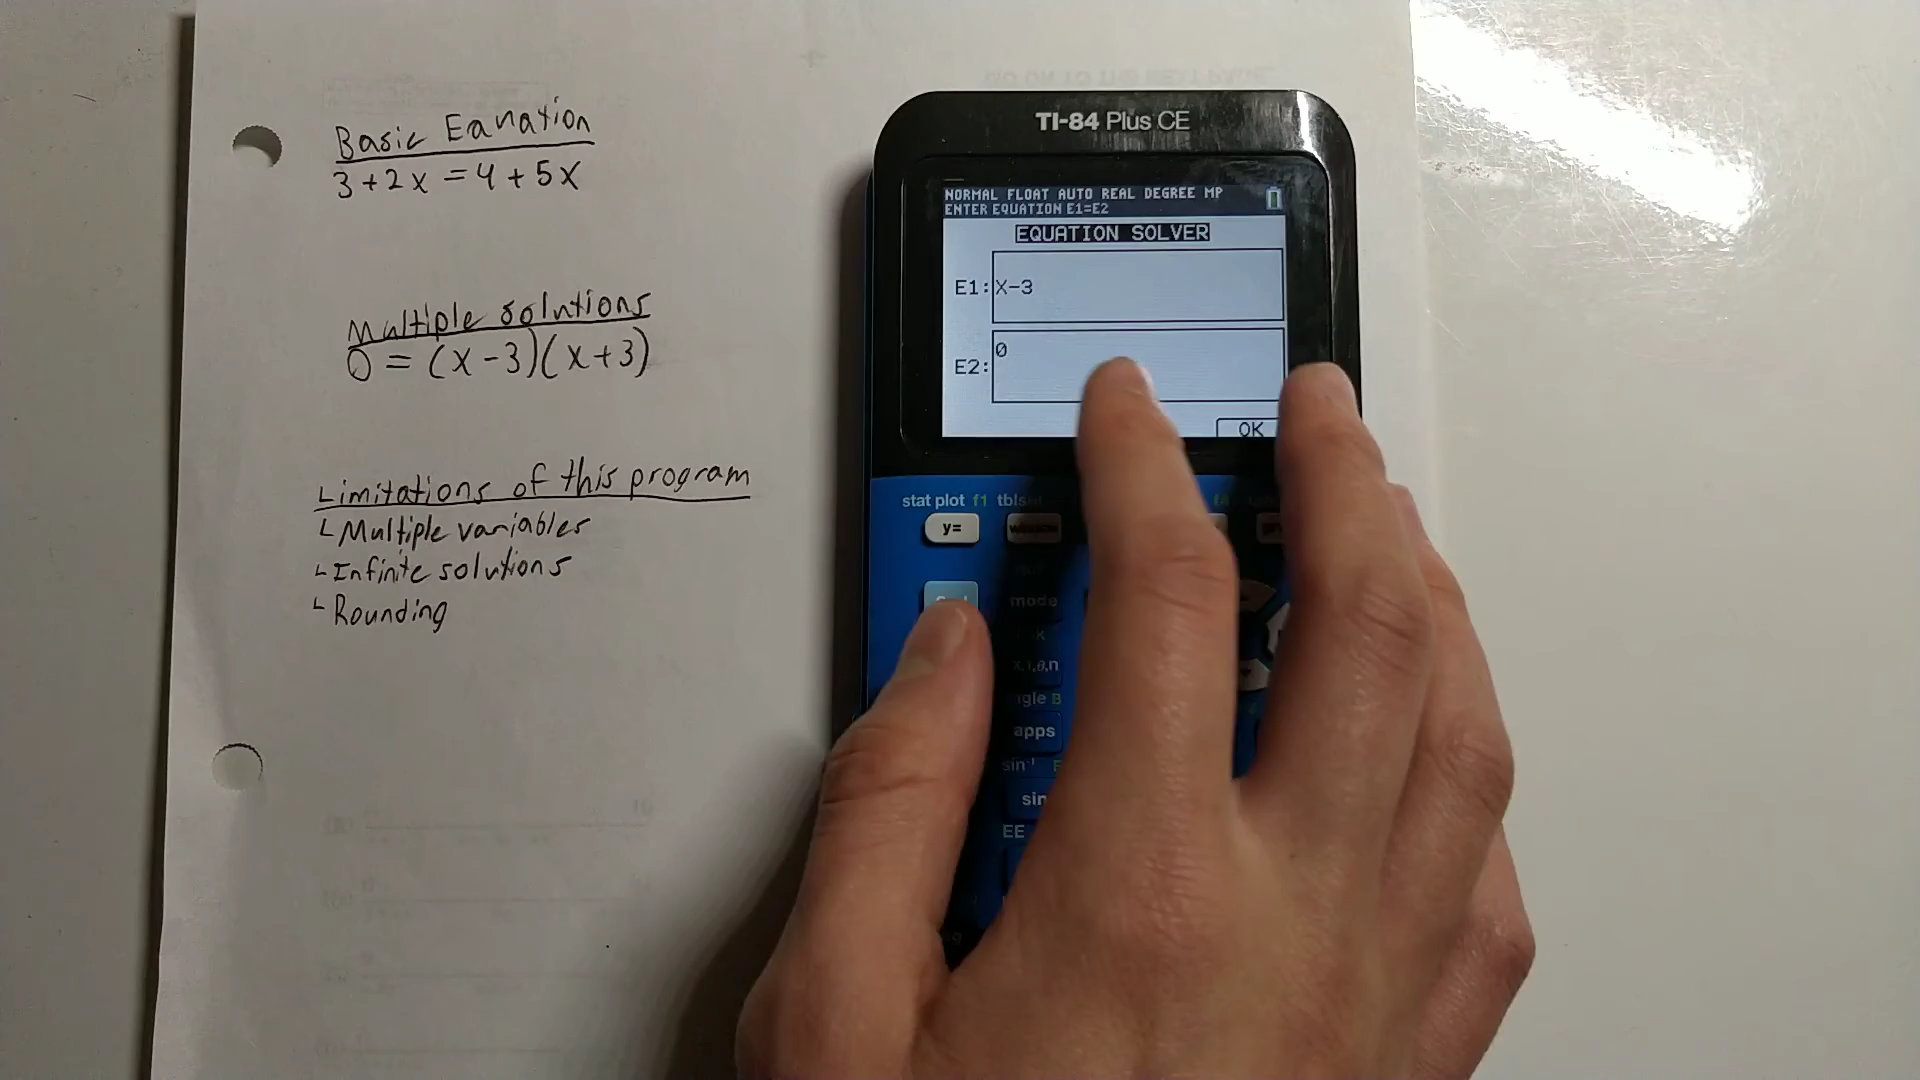 Basic Eanation
3+2x = 4+5x
Multiple solutions
0 = (x-3)(x+3)
Limitations of this program
Multiple variables
Infinite solutions
Rounding
TI-84 Plus CE
NORMAL FLOAT AUTO REAL DEGREE MP
ENTER EQUATION E1=E2
EQUATION SOLVER
E1:X-3
E2:0
OK
stat plot f1
y=
mode
apps
sin⁻¹
sin
EE